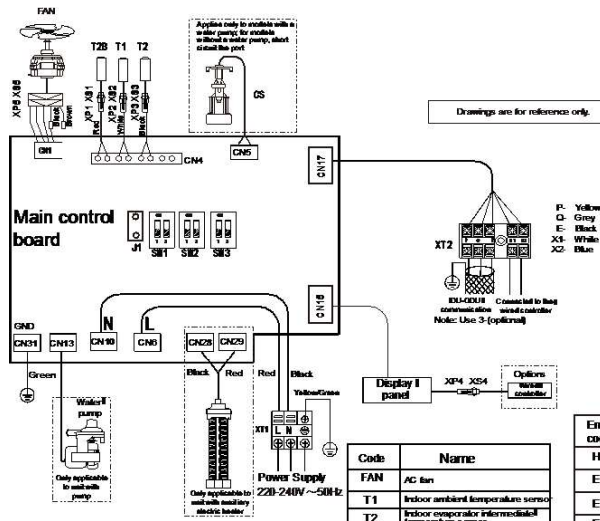 FAN
Applies only to models with a
water pump; for models
without a water pump, short
circuit the port
T2B T1 T2
CS
XP5 XS5
XP1 XS1
XP2 XS2
XP3 XS3
Black
Brown
Red
White
Black
Drawings are for reference only.
CN1
CN4
CN5
CN17
Main control
board
J1
SW1
SW2
SW3
P- Yellow
Q- Grey
E- Black
X1- White
X2- Blue
XT2
IDU-ODU
communication
Connected to the
wired controller
Note: Use 3-(optional)
CN15
GND
N
L
CN31
CN13
CN10
CN6
CN28
CN29
Green
Black
Red
Red
Black
Yellow/Green
Water
pump
Only applicable
to unit with
pump
Only applicable to
unit with auxiliary
electric heater
XT1
L N
Power Supply
220-240V ~50Hz
Display
panel
XP4 XS4
Options
controller
Code Name
FAN AC fan
T1 Indoor ambient temperature sensor
T2 Indoor evaporator intermediate